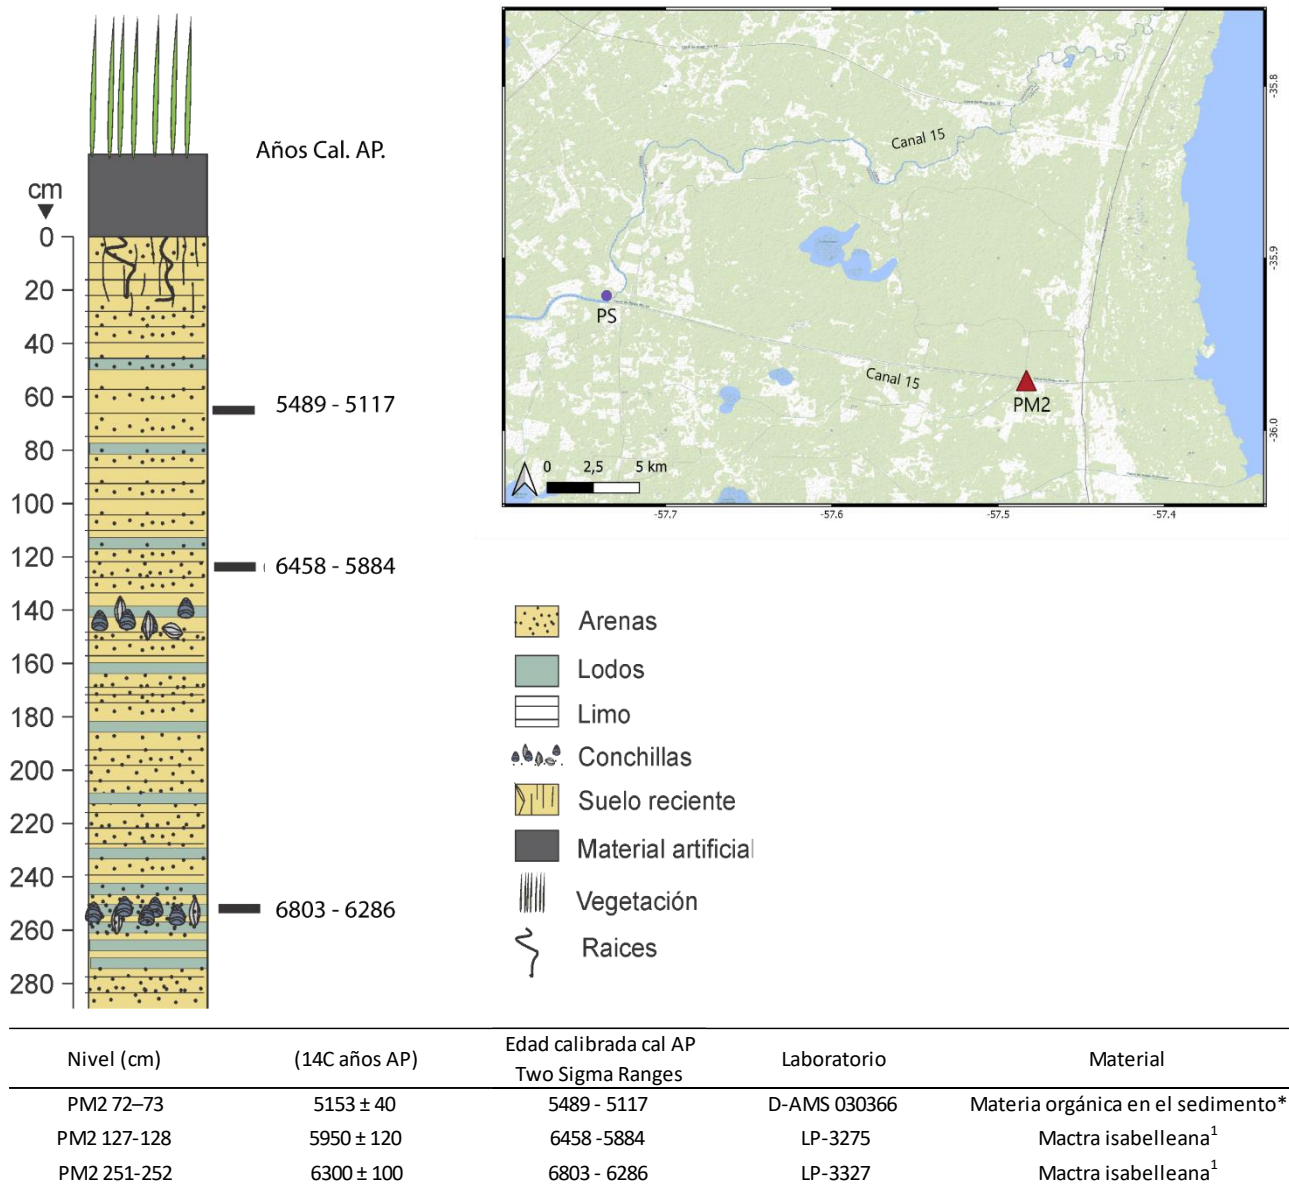 Años Cal. AP.
cm
0
20
40
60
80
100
120
140
160
180
200
220
240
260
280
5489 - 5117
6458 - 5884
6803 - 6286
Canal 15
PS
Canal 15
PM2
0 2,5 5 km
-57.7 -57.6 -57.5 -57.4
-35.8
-35.9
-36.0
Arenas
Lodos
Limo
Conchillas
Suelo reciente
Material artificial
Vegetación
Raices
Nivel (cm) (14C años AP) Edad calibrada cal AP Laboratorio Material
Two Sigma Ranges
PM2 72–73 5153 ± 40 5489 - 5117 D-AMS 030366 Materia orgánica en el sedimento*
PM2 127-128 5950 ± 120 6458 -5884 LP-3275 Mactra isabelleana¹
PM2 251-252 6300 ± 100 6803 - 6286 LP-3327 Mactra isabelleana¹